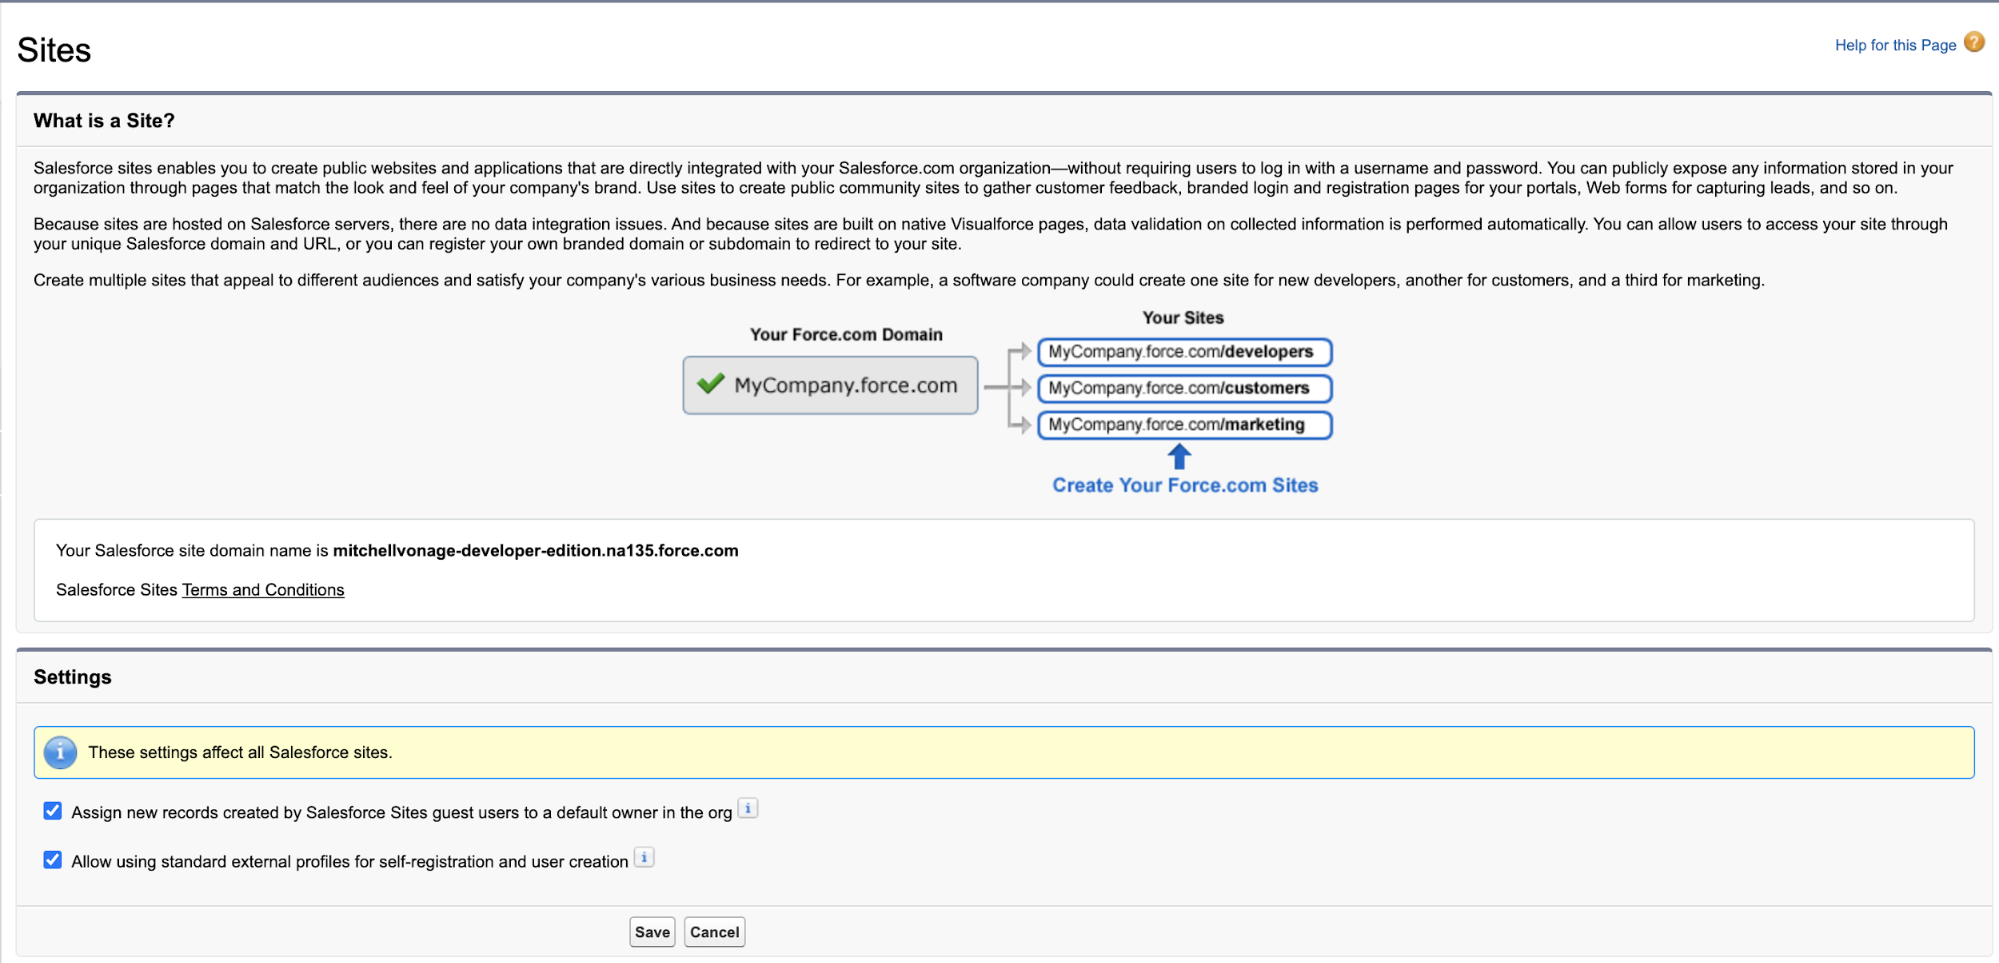 Sites
Help for this Page ?
What is a Site?
Salesforce sites enables you to create public websites and applications that are directly integrated with your Salesforce.com organization—without requiring users to log in with a username and password. You can publicly expose any information stored in your
organization through pages that match the look and feel of your company's brand. Use sites to create public community sites to gather customer feedback, branded login and registration pages for your portals, Web forms for capturing leads, and so on.
Because sites are hosted on Salesforce servers, there are no data integration issues. And because sites are built on native Visualforce pages, data validation on collected information is performed automatically. You can allow users to access your site through
your unique Salesforce domain and URL, or you can register your own branded domain or subdomain to redirect to your site.
Create multiple sites that appeal to different audiences and satisfy your company's various business needs. For example, a software company could create one site for new developers, another for customers, and a third for marketing.
Your Force.com Domain
MyCompany.force.com
Your Sites
MyCompany.force.com/developers
MyCompany.force.com/customers
MyCompany.force.com/marketing
Create Your Force.com Sites
Your Salesforce site domain name is mitchellvonage-developer-edition.na135.force.com
Salesforce Sites Terms and Conditions
Settings
i These settings affect all Salesforce sites.
Assign new records created by Salesforce Sites guest users to a default owner in the org i
Allow using standard external profiles for self-registration and user creation i
Save Cancel